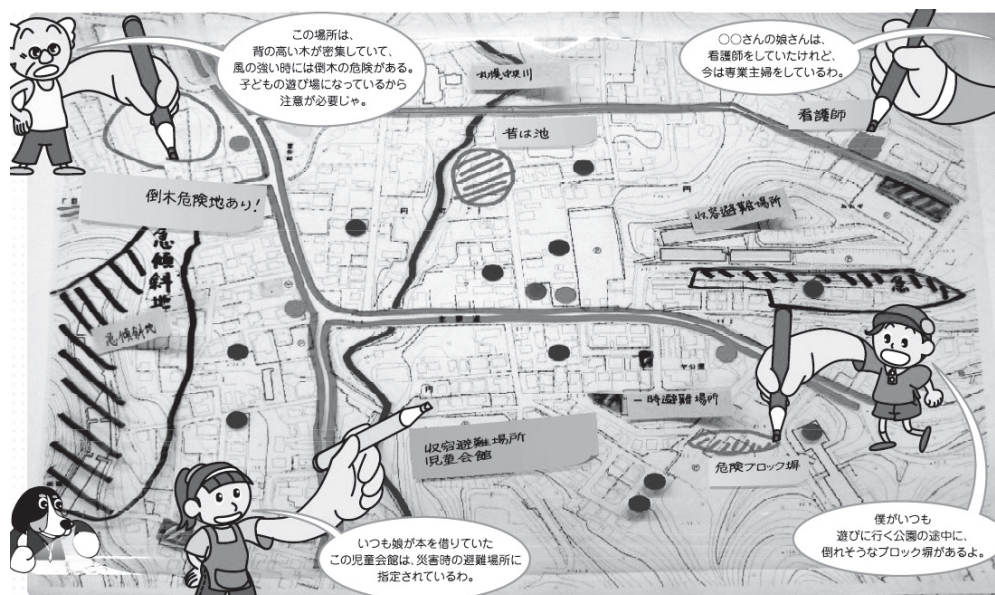 この場所は、
背の高い木が密集していて、
風の強い時には倒木の危険がある。
子どもの遊び場になっているから
注意が必要じゃ。
○○さんの娘さんは、
看護師をしていたけれど、
今は専業主婦をしているわ。
札幌中央川
昔は池
看護師
倒木危険地あり!
収容避難場所
急傾斜地
急
急傾斜地
一時避難場所
収容避難場所
児童会館
危険ブロック塀
いつも娘が本を借りていた
この児童会館は、災害時の避難場所に
指定されているわ。
僕がいつも
遊びに行く公園の途中に、
倒れそうなブロック塀があるよ。